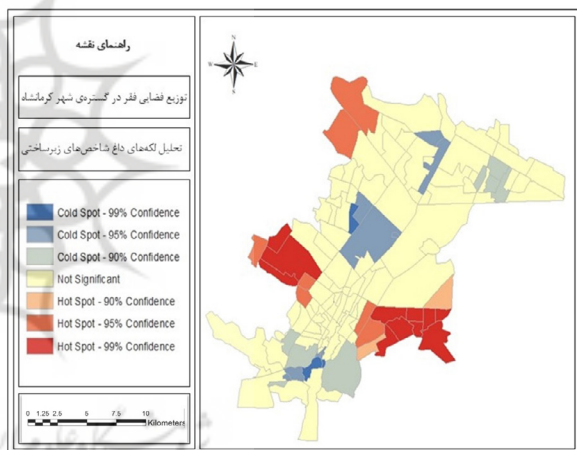 راهنمای نقشه
توزیع فضایی فقر در گستره‌ی شهر کرمانشاه
تحلیل لکه‌های داغ شاخص‌های زیرساختی
Cold Spot - 99% Confidence
Cold Spot - 95% Confidence
Cold Spot - 90% Confidence
Not Significant
Hot Spot - 90% Confidence
Hot Spot - 95% Confidence
Hot Spot - 99% Confidence
0 1.25 2.5 5 7.5 10
Kilometers
N
W E
S